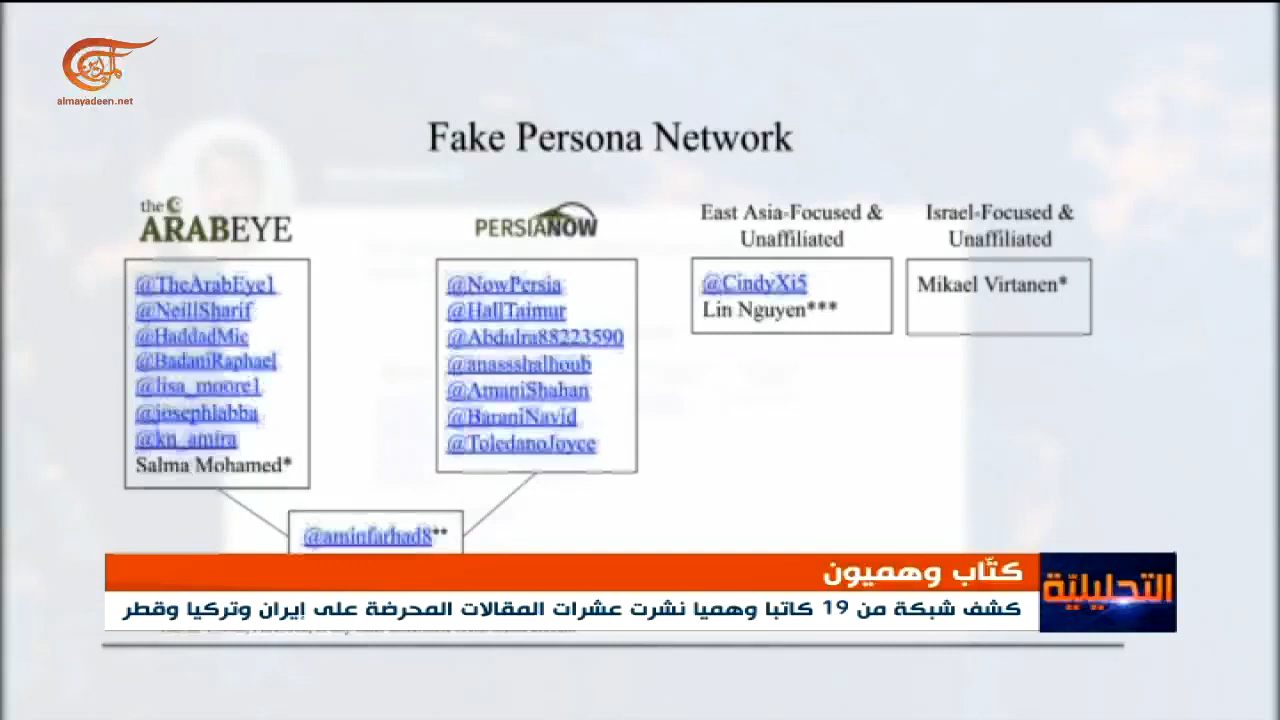 almayadeen.net
Fake Persona Network
the
ARABEYE
@TheArabEye1
@NeillSharif
@HaddadMic
@BadaniRaphael
@lisa_moore1
@josephlabba
@kn_amira
Salma Mohamed*
PERSIANOW
@NowPersia
@HallTaimur
@Abdulra88223590
@anassshalhoub
@AmaniShahan
@BaraniNavid
@ToledanoJoyce
East Asia-Focused &
Unaffiliated
@CindyXi5
Lin Nguyen***
Israel-Focused &
Unaffiliated
Mikael Virtanen*
@aminfarhad8**
التحليلية
كتّاب وهميون
كشف شبكة من 19 كاتبا وهميا نشرت عشرات المقالات المحرضة على إيران وتركيا وقطر